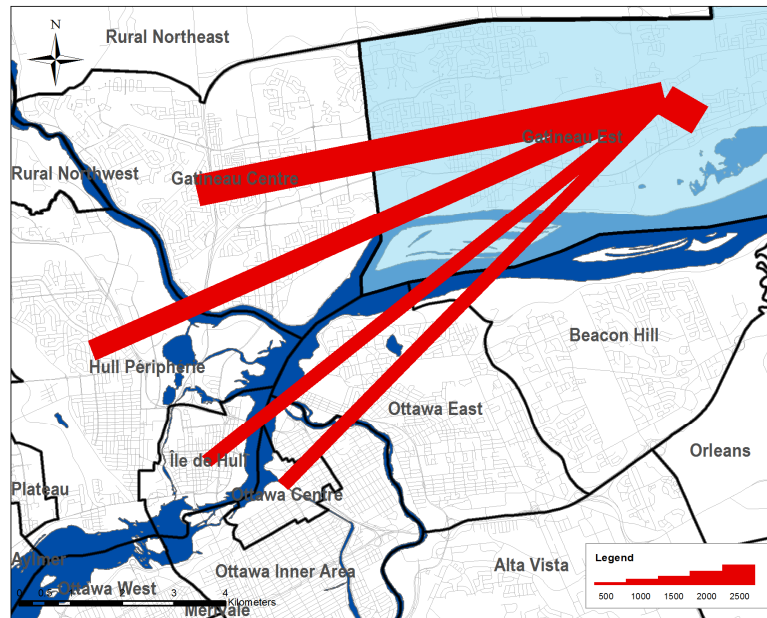 N
Rural Northeast
Gatineau Est
Rural Northwest
Gatineau Centre
Beacon Hill
Hull Périphérie
Ottawa East
Orleans
Île de Hull
Plateau
Ottawa Centre
Aylmer
Ottawa Inner Area
Alta Vista
Ottawa West
Merivale
0 0.5 1 2 3 4
Kilometers
Legend
500 1000 1500 2000 2500